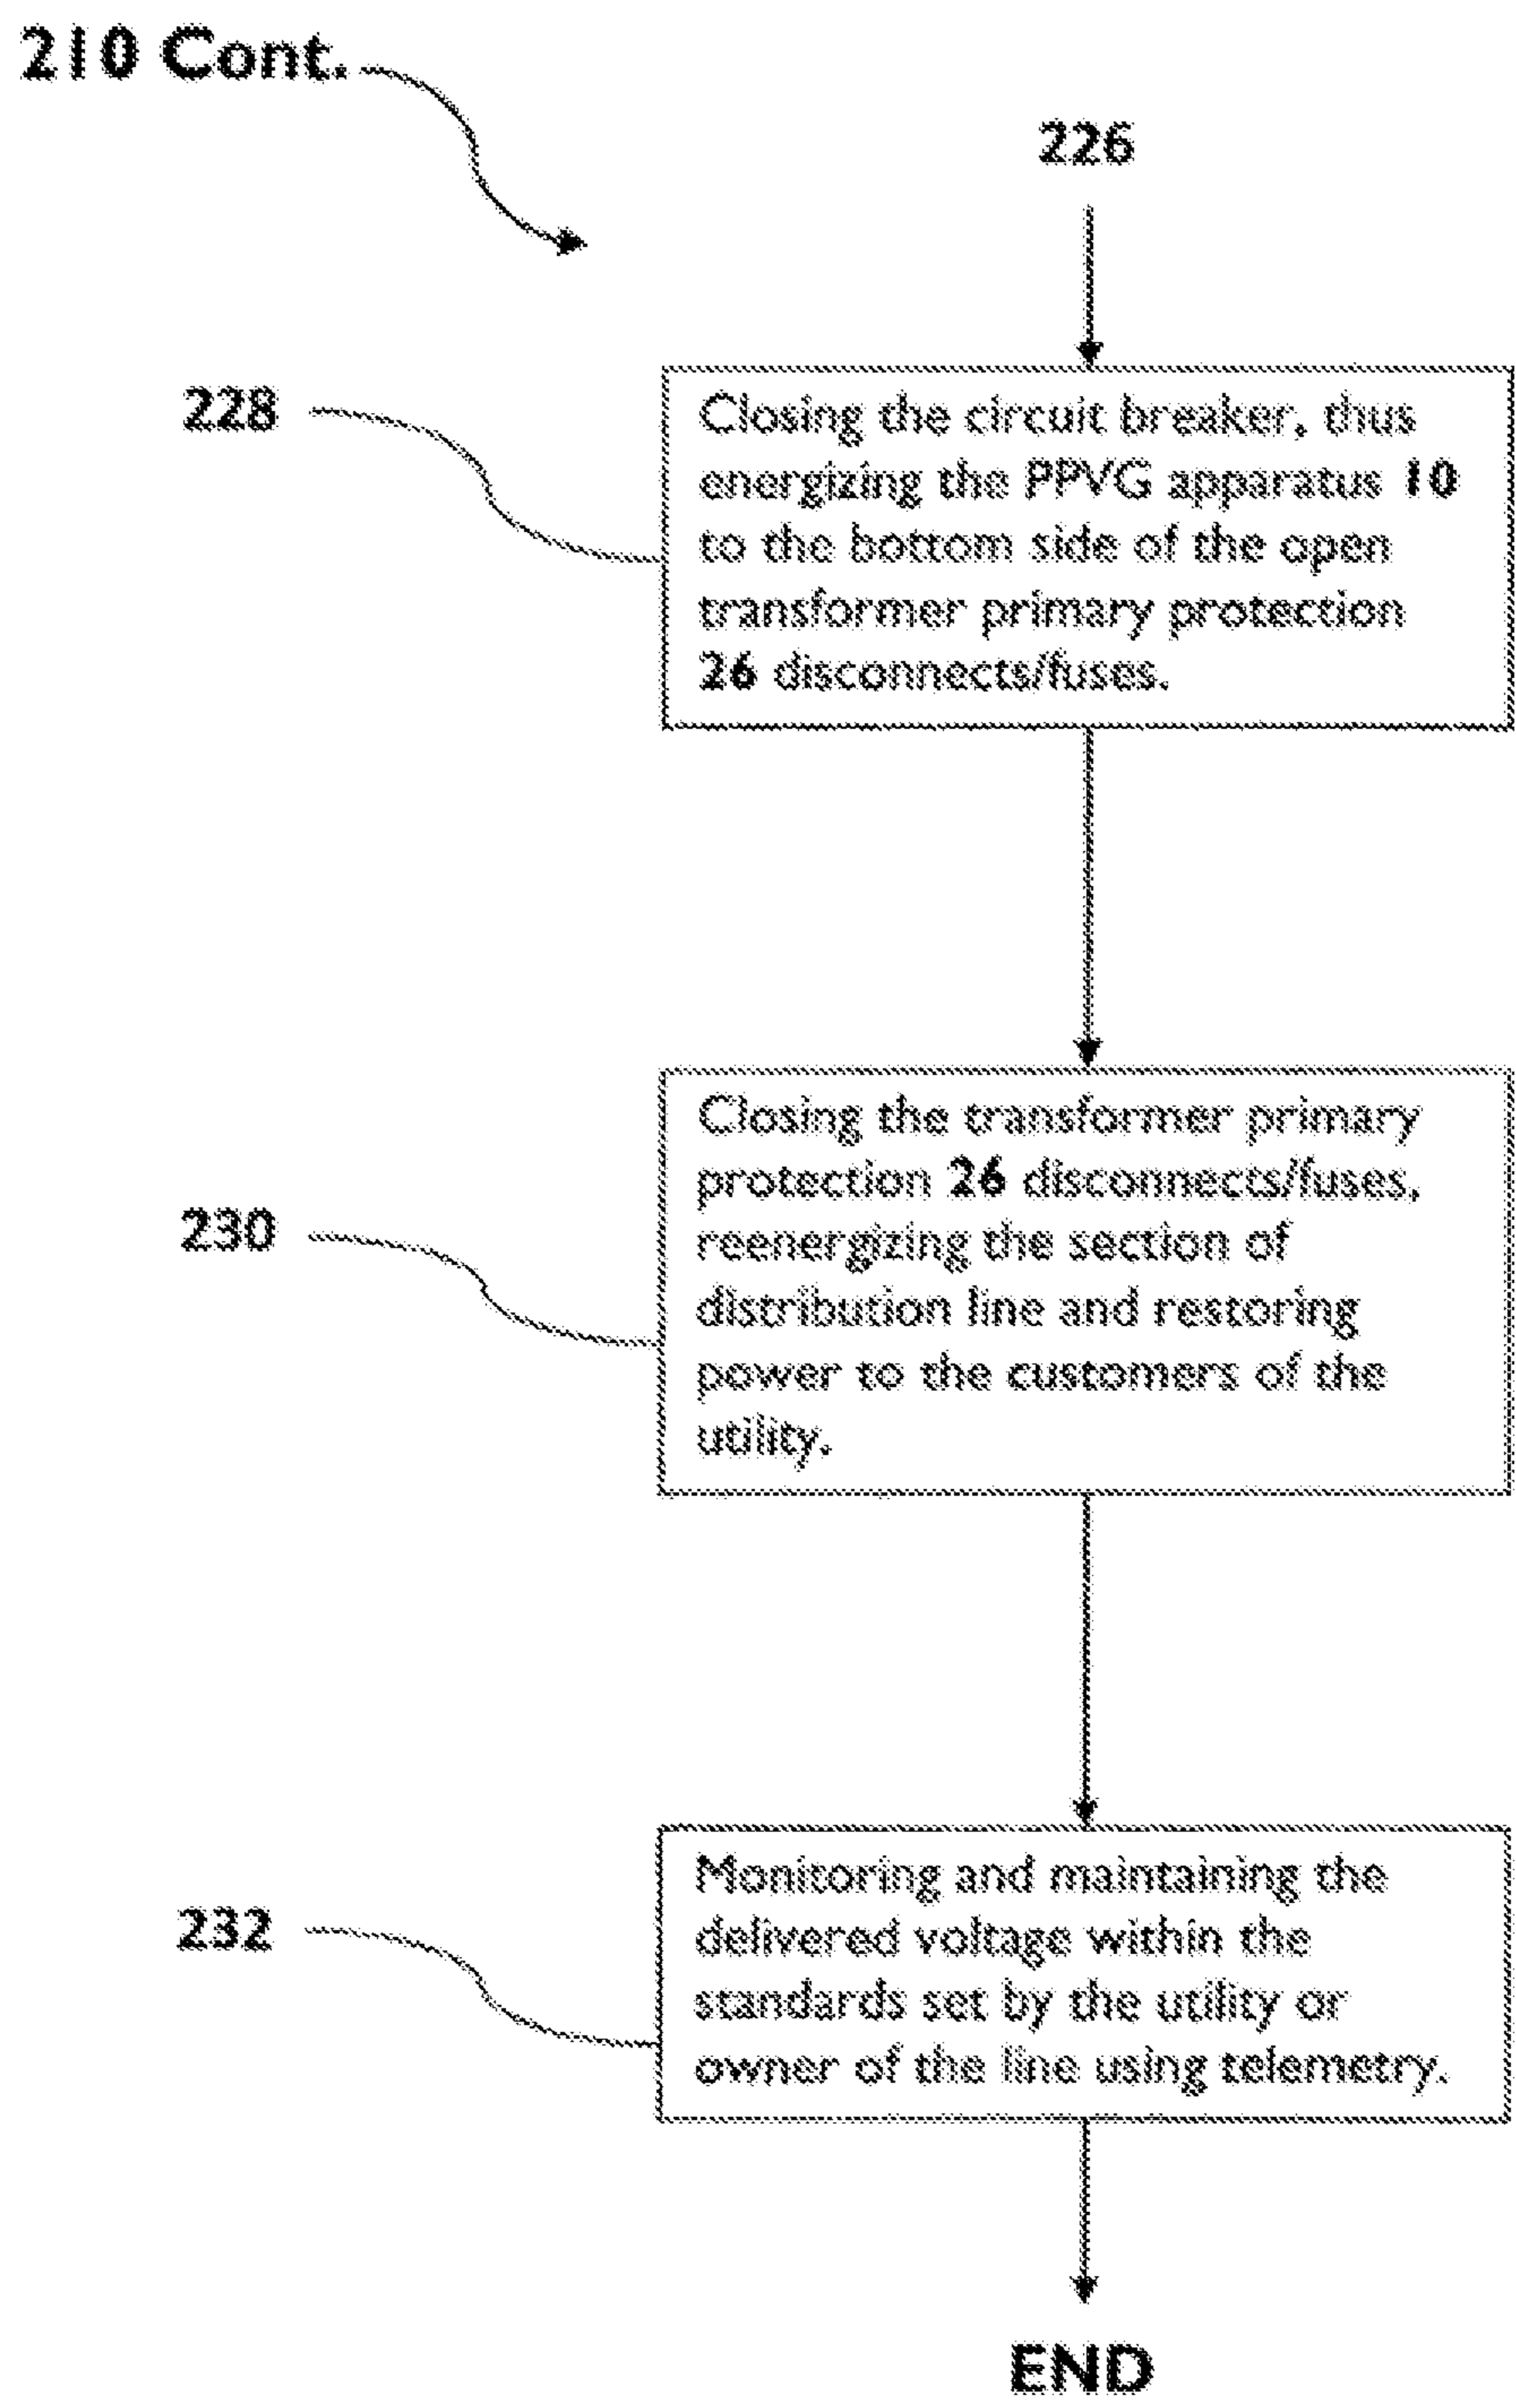 210 Cont.
226
228
Closing the circuit breaker, thus
energizing the PPVG apparatus 10
to the bottom side of the open
transformer primary protection
26 disconnects/fuses.
230
Closing the transformer primary
protection 26 disconnects/fuses,
reenergizing the section of
distribution line and restoring
power to the customers of the
utility.
232
Monitoring and maintaining the
delivered voltage within the
standards set by the utility or
owner of the line using telemetry.
END